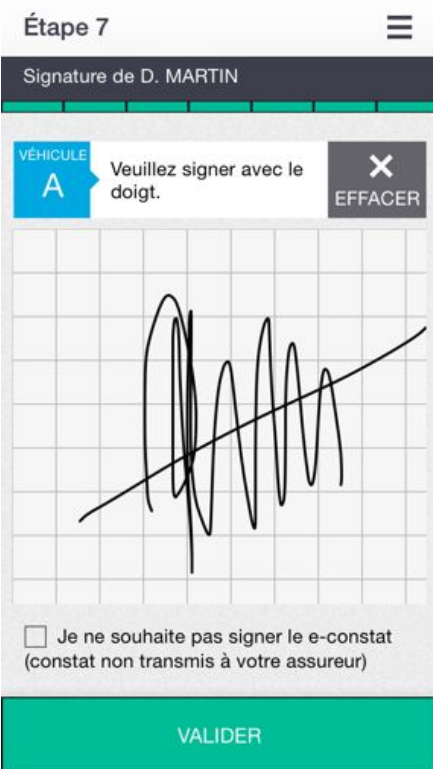 Étape 7
Signature de D. MARTIN
VÉHICULE
A
Veuillez signer avec le
doigt.
EFFACER
Je ne souhaite pas signer le e-constat
(constat non transmis à votre assureur)
VALIDER